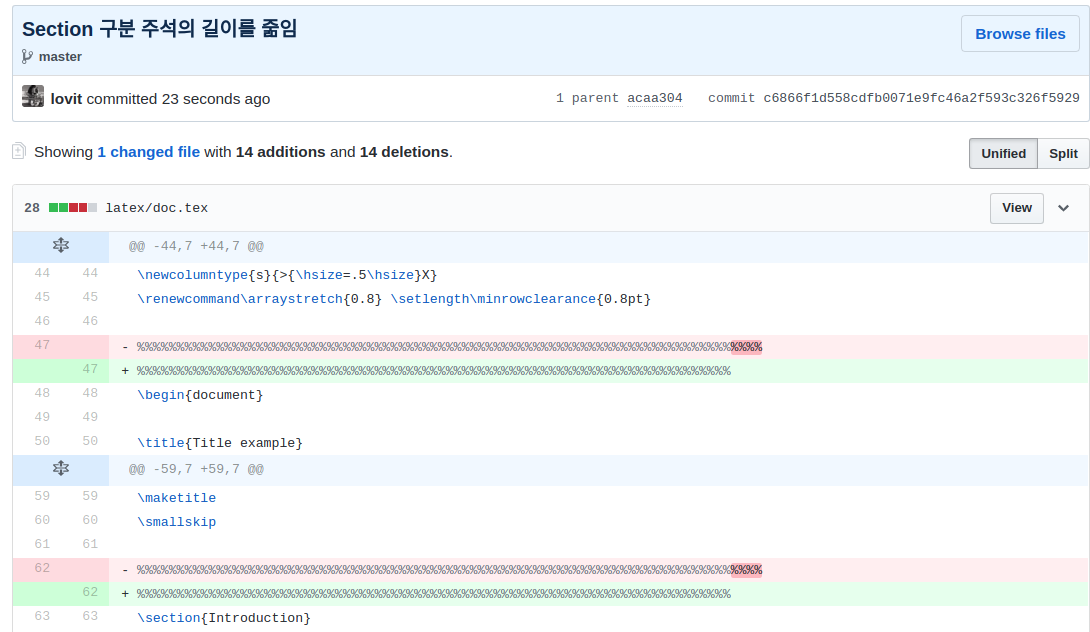 Section 구분 주석의 길이를 줆임
Browse files
master
lovit committed 23 seconds ago
1 parent acaa304 commit c6866f1d558cdfb0071e9fc46a2f593c326f5929
Showing 1 changed file with 14 additions and 14 deletions.
Unified Split
28 latex/doc.tex
View
@@ -44,7 +44,7 @@
44 44 \newcolumntype{s}{>{\hsize=.5\hsize}X}
45 45 \renewcommand\arraystretch{0.8} \setlength\minrowclearance{0.8pt}
46 46
47 - %%%%%%%%%%%%%%%%%%%%%%%%%%%%%%%%%%%%%%%%%%%%%%%%%%%%%%%%%%%%%%%%%%%%%%%%%%%%%%%%%
47 + %%%%%%%%%%%%%%%%%%%%%%%%%%%%%%%%%%%%%%%%%%%%%%%%%%%%%%%%%%%%%%%%%%%%%%%%%%%%%
48 48 \begin{document}
49 49
50 50 \title{Title example}
@@ -59,7 +59,7 @@
59 59 \maketitle
60 60 \smallskip
61 61
62 - %%%%%%%%%%%%%%%%%%%%%%%%%%%%%%%%%%%%%%%%%%%%%%%%%%%%%%%%%%%%%%%%%%%%%%%%%%%%%%%%%
62 + %%%%%%%%%%%%%%%%%%%%%%%%%%%%%%%%%%%%%%%%%%%%%%%%%%%%%%%%%%%%%%%%%%%%%%%%%%%%%
63 63 \section{Introduction}